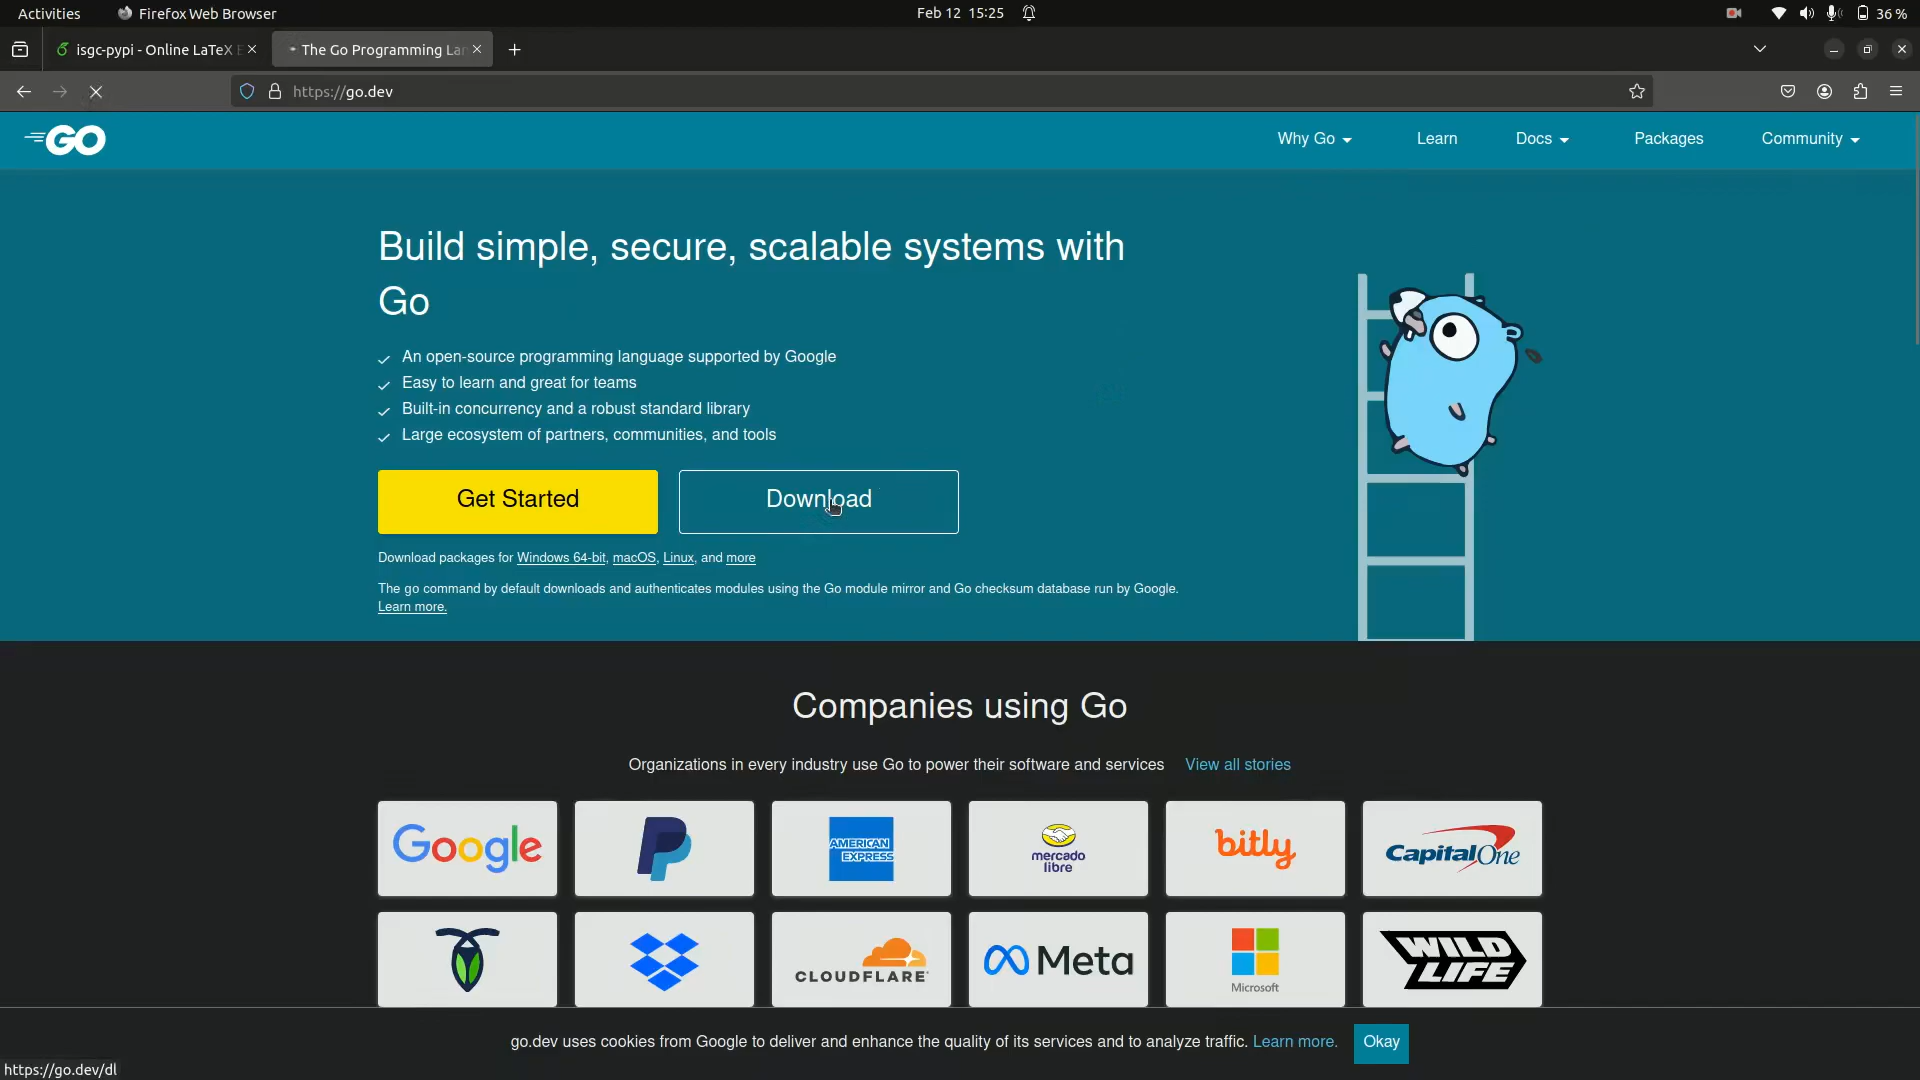 Activities
Firefox Web Browser
Feb 12 15:25
36 %
isgc-pypi - Online LaTeX E
The Go Programming Lan
https://go.dev
GO
Why Go
Learn
Docs
Packages
Community
Build simple, secure, scalable systems with
Go
An open-source programming language supported by Google
Easy to learn and great for teams
Built-in concurrency and a robust standard library
Large ecosystem of partners, communities, and tools
Get Started
Download
Download packages for Windows 64-bit, macOS, Linux, and more
The go command by default downloads and authenticates modules using the Go module mirror and Go checksum database run by Google.
Learn more.
Companies using Go
Organizations in every industry use Go to power their software and services View all stories
Google
AMERICAN
EXPRESS
mercado
libre
bitly
Capital One
CLOUDFLARE
Meta
Microsoft
WILD
LIFE
go.dev uses cookies from Google to deliver and enhance the quality of its services and to analyze traffic. Learn more.
Okay
https://go.dev/dl